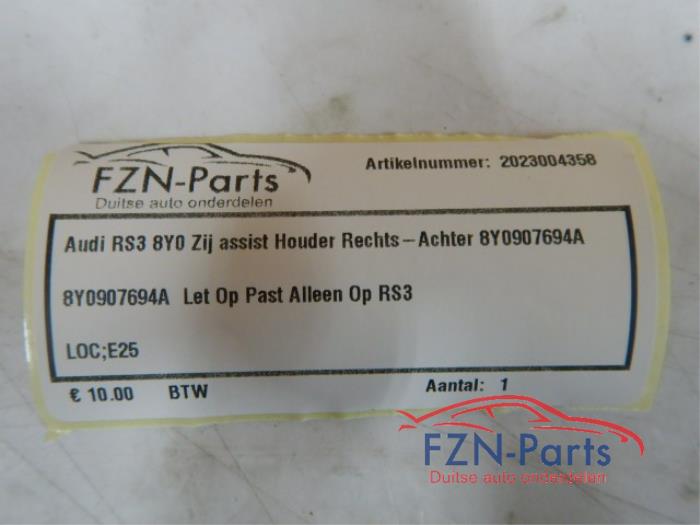 FZN-Parts
Duitse auto onderdelen
Artikelnummer: 2023004358
Audi RS3 8Y0 Zij assist Houder Rechts-Achter 8Y0907694A
8Y0907694A Let Op Past Alleen Op RS3
LOC;E25
€ 10.00 BTW Aantal: 1
FZN-Parts
Duitse auto onderdelen